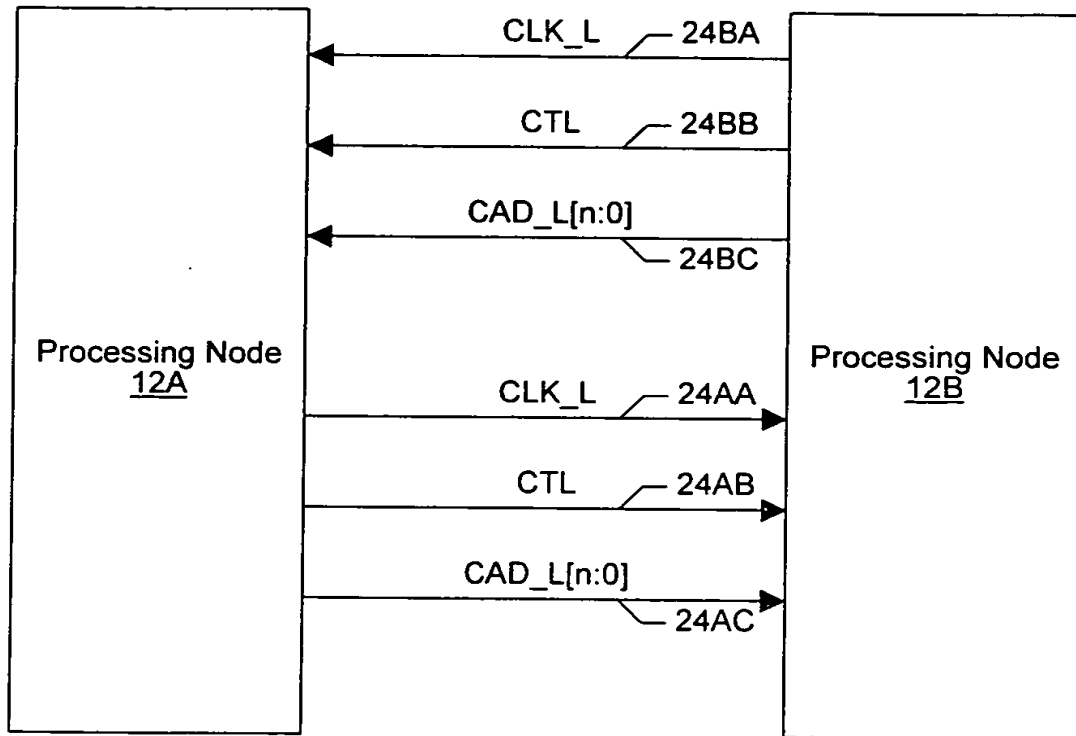 CLK_L 24BA
CTL 24BB
CAD_L[n:0]
24BC
Processing Node
12A
Processing Node
12B
CLK_L 24AA
CTL 24AB
CAD_L[n:0]
24AC